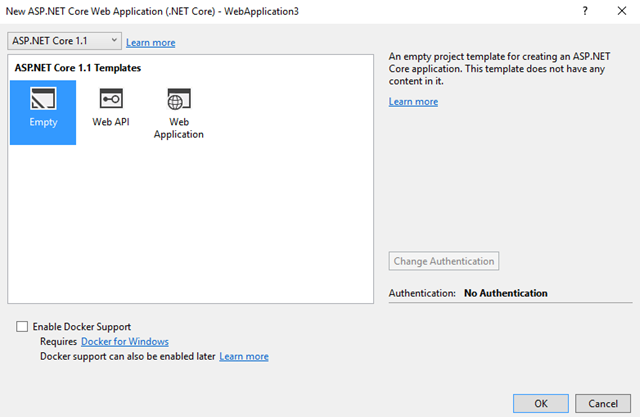 New ASP.NET Core Web Application (.NET Core) - WebApplication3
ASP.NET Core 1.1 Learn more
ASP.NET Core 1.1 Templates
Empty
Web API
Web
Application
An empty project template for creating an ASP.NET
Core application. This template does not have any
content in it.
Learn more
Change Authentication
Authentication: No Authentication
Enable Docker Support
Requires Docker for Windows
Docker support can also be enabled later Learn more
OK
Cancel